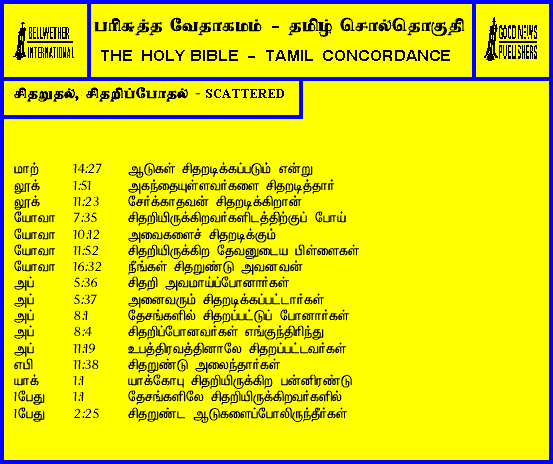 BELLWETHER
INTERNATIONAL
பரிசுத்த வேதாகமம் - தமிழ் சொல்தொகுதி
THE HOLY BIBLE - TAMIL CONCORDANCE
GOOD NEWS
PUBLISHERS
சிதறுதல், சிதறிப்போதல் - SCATTERED
மாற் 14:27 ஆடுகள் சிதறடிக்கப்படும் என்று
லூக் 1:51 அகந்தையுள்ளவர்களை சிதறடித்தார்
லூக் 11:23 சேர்க்காதவன் சிதறடிக்கிறான்
யோவா 7:35 சிதறியிருக்கிறவர்களிடத்திற்குப் போய்
யோவா 10:12 அவைகளைச் சிதறடிக்கும்
யோவா 11:52 சிதறியிருக்கிற தேவனுடைய பிள்ளைகள்
யோவா 16:32 நீங்கள் சிதறுண்டு அவனவன்
அப் 5:36 சிதறி அவமாய்ப்போனார்கள்
அப் 5:37 அனைவரும் சிதறடிக்கப்பட்டார்கள்
அப் 8:1 தேசங்களில் சிதறப்பட்டுப் போனார்கள்
அப் 8:4 சிதறிப்போனவர்கள் எங்குந்திரிந்து
அப் 11:19 உபத்திரவத்தினாலே சிதறப்பட்டவர்கள்
எபி 11:38 சிதறுண்டு அலைந்தார்கள்
யாக் 1:1 யாக்கோபு சிதறியிருக்கிற பன்னிரண்டு
1பேது 1:1 தேசங்களிலே சிதறியிருக்கிறவர்களில்
1பேது 2:25 சிதறுண்ட ஆடுகளைப்போலிருந்தீர்கள்